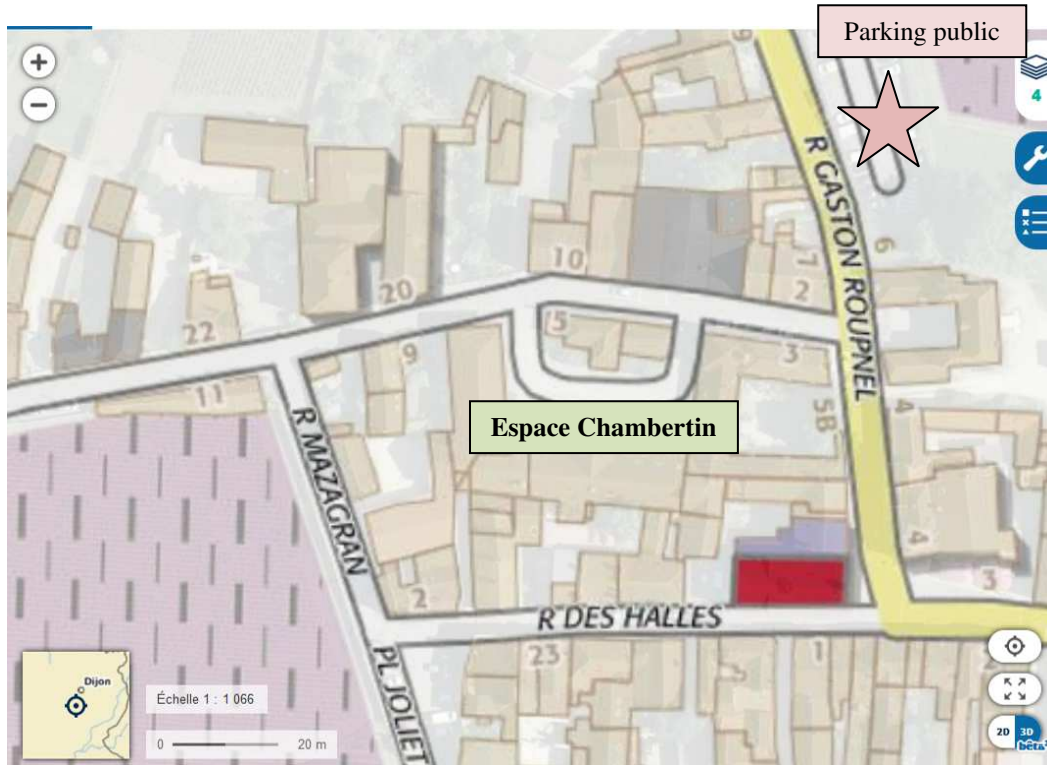 Parking public
4
R GASTON ROUPNEL
10
20
22
5
9
11
2
3
6
Espace Chambertin
5B
4
R MAZAGRAN
4
3
2
R DES HALLES
23
1
PL JOLIET
Dijon
Échelle 1 : 1 066
0
20 m
2D
3D
bêta